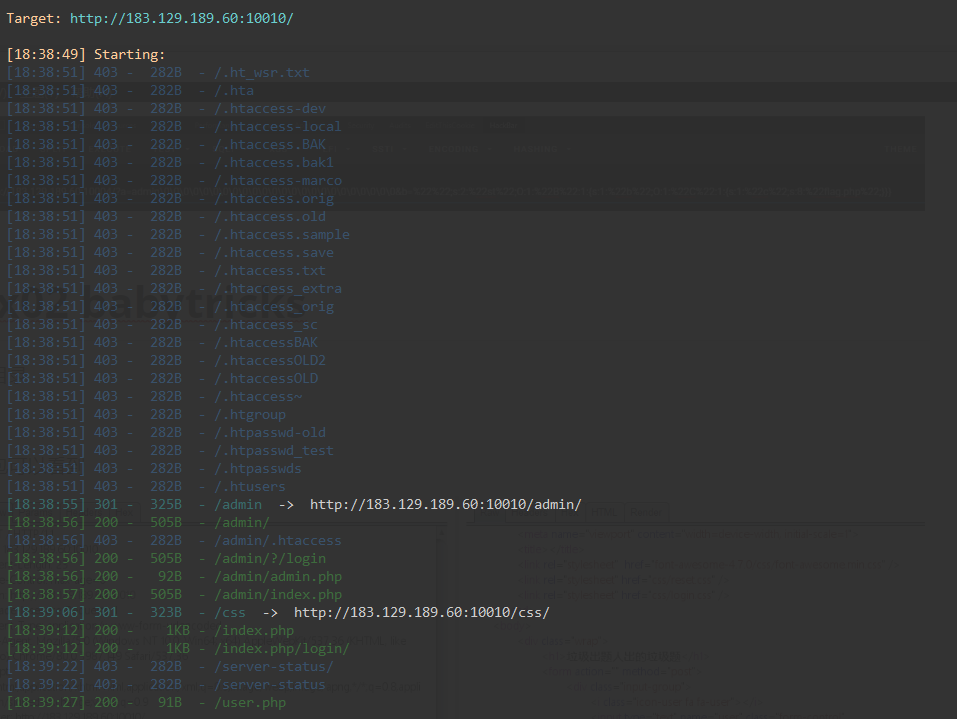 Target: http://183.129.189.60:10010/
[18:38:49] Starting:
[18:38:51] 403 -  282B  - /.ht_wsr.txt
[18:38:51] 403 -  282B  - /.hta
[18:38:51] 403 -  282B  - /.htaccess-dev
[18:38:51] 403 -  282B  - /.htaccess-local
[18:38:51] 403 -  282B  - /.htaccess.BAK
[18:38:51] 403 -  282B  - /.htaccess.bak1
[18:38:51] 403 -  282B  - /.htaccess-marco
[18:38:51] 403 -  282B  - /.htaccess.orig
[18:38:51] 403 -  282B  - /.htaccess.old
[18:38:51] 403 -  282B  - /.htaccess.sample
[18:38:51] 403 -  282B  - /.htaccess.save
[18:38:51] 403 -  282B  - /.htaccess.txt
[18:38:51] 403 -  282B  - /.htaccess_extra
[18:38:51] 403 -  282B  - /.htaccess_orig
[18:38:51] 403 -  282B  - /.htaccess_sc
[18:38:51] 403 -  282B  - /.htaccessBAK
[18:38:51] 403 -  282B  - /.htaccessOLD2
[18:38:51] 403 -  282B  - /.htaccessOLD
[18:38:51] 403 -  282B  - /.htaccess~
[18:38:51] 403 -  282B  - /.htgroup
[18:38:51] 403 -  282B  - /.htpasswd-old
[18:38:51] 403 -  282B  - /.htpasswd_test
[18:38:51] 403 -  282B  - /.htpasswds
[18:38:51] 403 -  282B  - /.htusers
[18:38:55] 301 -  325B  - /admin  ->  http://183.129.189.60:10010/admin/
[18:38:56] 200 -  505B  - /admin/
[18:38:56] 403 -  282B  - /admin/.htaccess
[18:38:56] 200 -  505B  - /admin/?/login
[18:38:56] 200 -   92B  - /admin/admin.php
[18:38:57] 200 -  505B  - /admin/index.php
[18:39:06] 301 -  323B  - /css  ->  http://183.129.189.60:10010/css/
[18:39:12] 200 -    1KB - /index.php
[18:39:12] 200 -    1KB - /index.php/login/
[18:39:22] 403 -  282B  - /server-status/
[18:39:22] 403 -  282B  - /server-status
[18:39:27] 200 -   91B  - /user.php